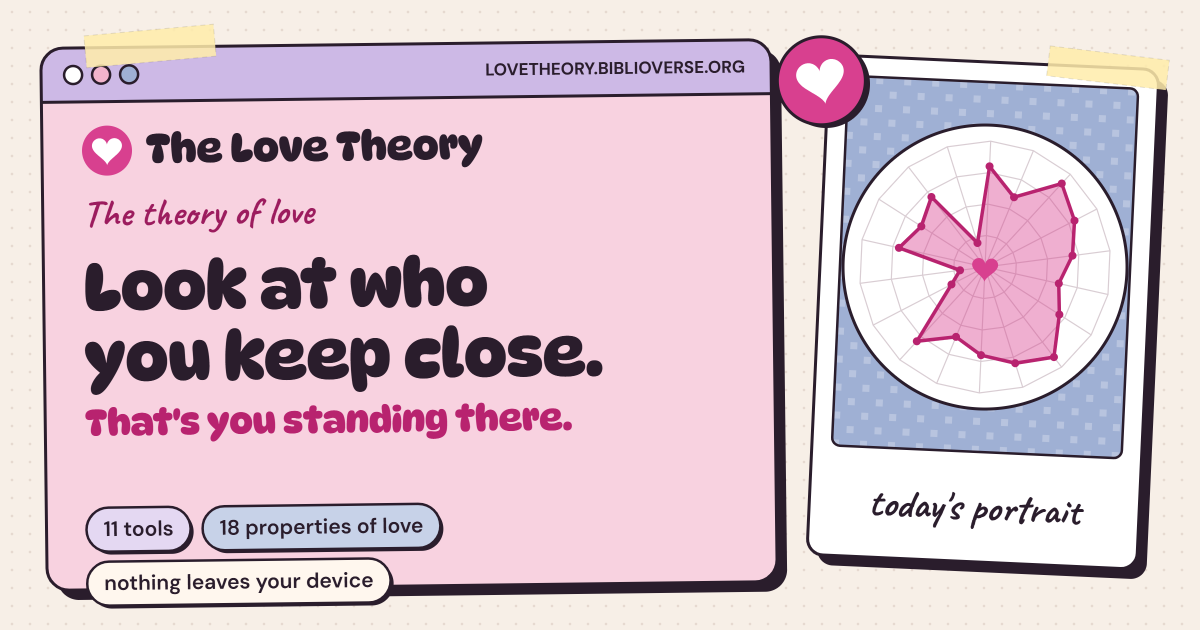 LOVETHEORY.BIBLIOVERSE.ORG
The Love Theory
The theory of love
Look at who
you keep close.
That's you standing there.
11 tools
18 properties of love
nothing leaves your device
today's portrait